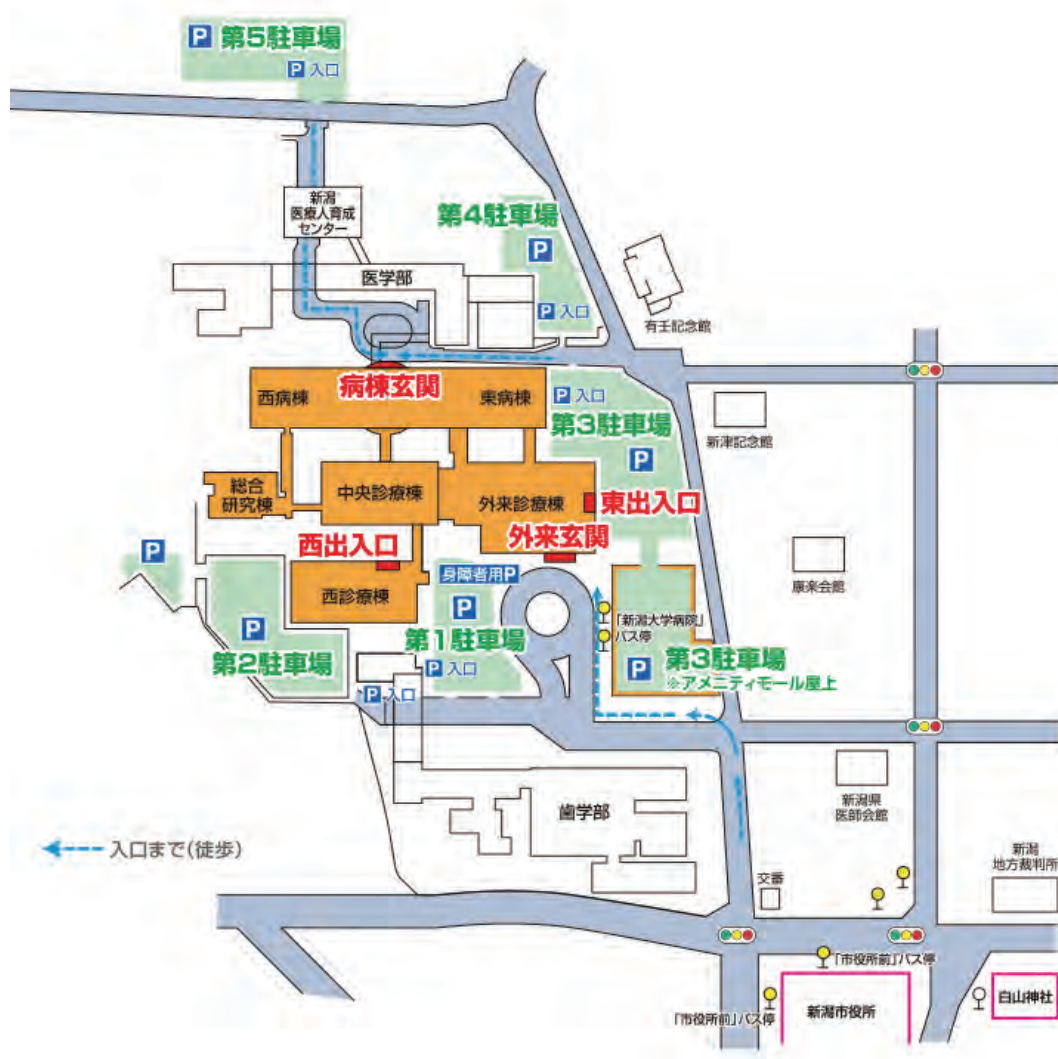 P 第5駐車場
P 入口
新潟
医療人育成
センター
第4駐車場
P
P 入口
医学部
有壬記念館
病棟玄関
西病棟
東病棟
P 入口
第3駐車場
P
新津記念館
総合
研究棟
中央診療棟
外来診療棟
東出入口
外来玄関
西出入口
P
身障者用P
西診療棟
康楽会館
P
第2駐車場
P
第1駐車場
P 入口
「新潟大学病院」
バス停
第3駐車場
P
※アメニティモール屋上
P 入口
歯学部
新潟県
医師会館
入口まで(徒歩)
新潟
地方裁判所
交番
「市役所前」バス停
「市役所前」バス停
新潟市役所
白山神社